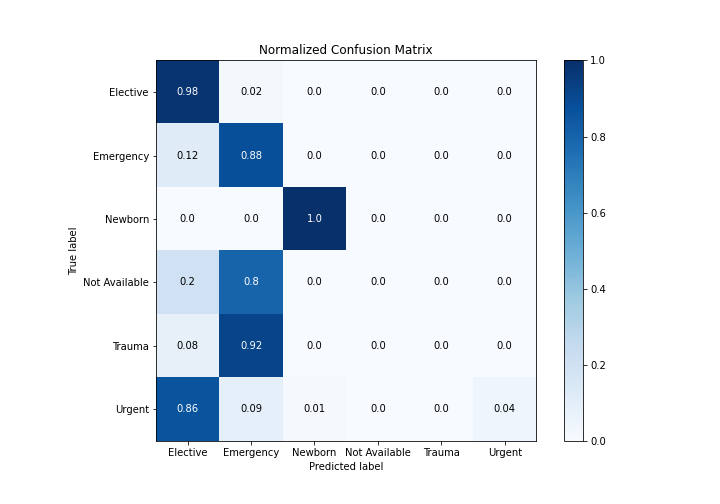 Normalized Confusion Matrix
True label
Elective 0.98 0.02 0.0 0.0 0.0 0.0
Emergency 0.12 0.88 0.0 0.0 0.0 0.0
Newborn 0.0 0.0 1.0 0.0 0.0 0.0
Not Available 0.2 0.8 0.0 0.0 0.0 0.0
Trauma 0.08 0.92 0.0 0.0 0.0 0.0
Urgent 0.86 0.09 0.01 0.0 0.0 0.04
Elective Emergency Newborn Not Available Trauma Urgent
Predicted label
1.0
0.8
0.6
0.4
0.2
0.0